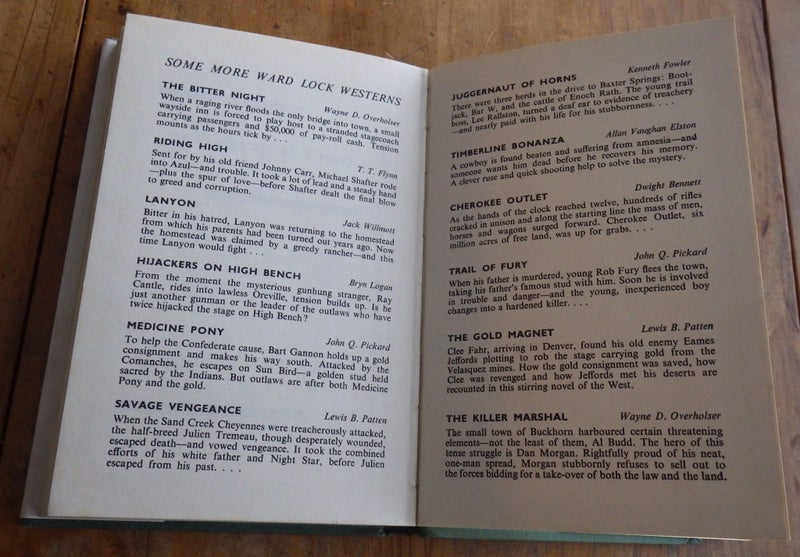 SOME MORE WARD LOCK WESTERNS
THE BITTER NIGHT
Wayne D. Overholser
When a raging river floods the only bridge into town, a small
wayside inn is forced to play host to a stranded stagecoach
carrying passengers and $50,000 of pay-roll cash. Tension
mounts as the hours tick by . . .
RIDING HIGH
T. T. Flynn
Sent for by his old friend Johnny Carr, Michael Shafter rode
into Azul—and trouble. It took a lot of lead and a steady hand
—plus the spur of love—before Shafter dealt the final blow
to greed and corruption.
LANYON
Jack Willmott
Bitter in his hatred, Lanyon was returning to the homestead
from which his parents had been turned out years ago. Now
the homestead was claimed by a greedy rancher—and this
time Lanyon would fight . . .
HIJACKERS ON HIGH BENCH
Bryn Logan
From the moment the mysterious gunhung stranger, Ray
Cantle, rides into lawless Oreville, tension builds up. Is he
just another gunman or the leader of the outlaws who have
twice hijacked the stage on High Bench?
MEDICINE PONY
John Q. Pickard
To help the Confederate cause, Bart Gannon holds up a gold
consignment and makes his way south. Attacked by the
Comanches, he escapes on Sun Bird—a golden stud held
sacred by the Indians. But outlaws are after both Medicine
Pony and the gold.
SAVAGE VENGEANCE
Lewis B. Patten
When the Sand Creek Cheyennes were treacherously attacked,
the half-breed Julien Tremeau, though desperately wounded,
escaped death—and vowed vengeance. It took the combined
efforts of his white father and Night Star, before Julien
escaped from his past. . . .
JUGGERNAUT OF HORNS
Kenneth Fowler
There were three herds in the drive to Baxter Springs: Boot-
jack, Bar W, and the cattle of Enoch Rath. The young trail
boss, Lee Rallston, turned a deaf ear to evidence of treachery
—and nearly paid with his life for his stubbornness. . . .
TIMBERLINE BONANZA
Allan Vaughan Elston
A cowboy is found beaten and suffering from amnesia—and
someone wants him dead before he recovers his memory.
A clever ruse and quick shooting help to solve the mystery.
CHEROKEE OUTLET
Dwight Bennett
As the hands of the clock reached twelve, hundreds of rifles
cracked in unison and along the starting line the mass of men,
horses and wagons surged forward. Cherokee Outlet, six
million acres of free land, was up for grabs. . . .
TRAIL OF FURY
John Q. Pickard
When his father is murdered, young Rob Fury flees the town,
taking his father's famous stud with him. Soon he is involved
in trouble and danger—and the young, inexperienced boy
changes into a hardened killer. . . .
THE GOLD MAGNET
Lewis B. Patten
Clee Fahr, arriving in Denver, found his old enemy Eames
Jeffords plotting to rob the stage carrying gold from the
Velasquez mines. How the gold consignment was saved, how
Clee was revenged and how Jeffords met his deserts are
recounted in this stirring novel of the West.
THE KILLER MARSHAL
Wayne D. Overholser
The small town of Buckhorn harboured certain threatening
elements—not the least of them, Al Budd. The hero of this
tense struggle is Dan Morgan. Rightfully proud of his neat,
one-man spread, Morgan stubbornly refuses to sell out to
the forces bidding for a take-over of both the law and the land.